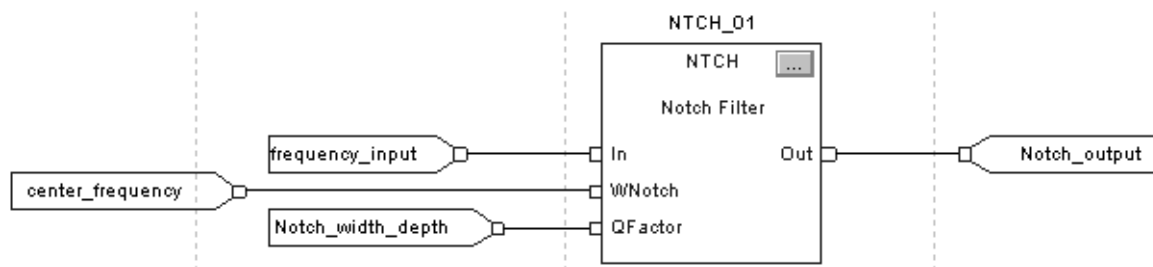 NTCH_01
NTCH ...
Notch Filter
frequency_input In Out Notch_output
center_frequency WNotch
Notch_width_depth QFactor